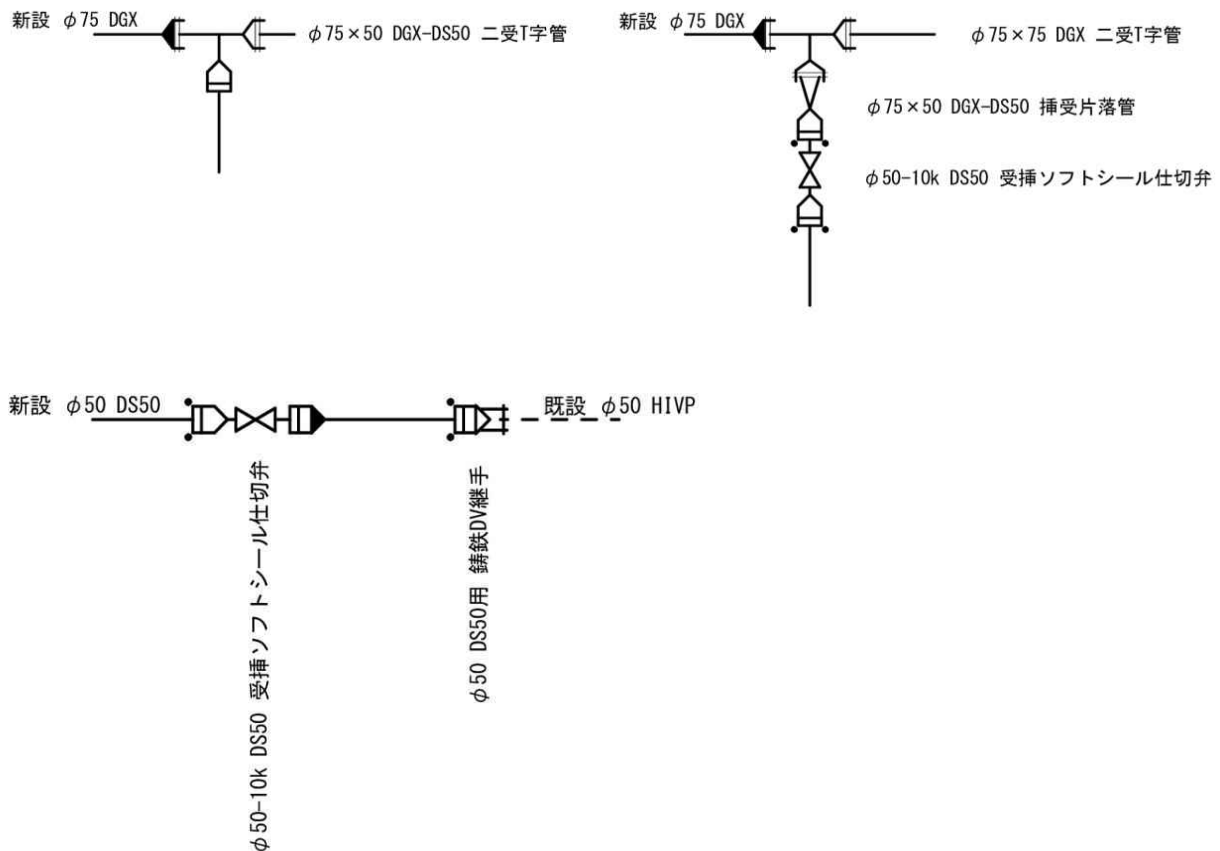 新設 φ75 DGX
φ75×50 DGX-DS50 二受T字管
新設 φ75 DGX
φ75×75 DGX 二受T字管
φ75×50 DGX-DS50 挿受片落管
φ50-10k DS50 受挿ソフトシール仕切弁
新設 φ50 DS50
既設 φ50 HIVP
φ50-10k DS50 受挿ソフトシール仕切弁
φ50 DS50用 鋳鉄DV継手